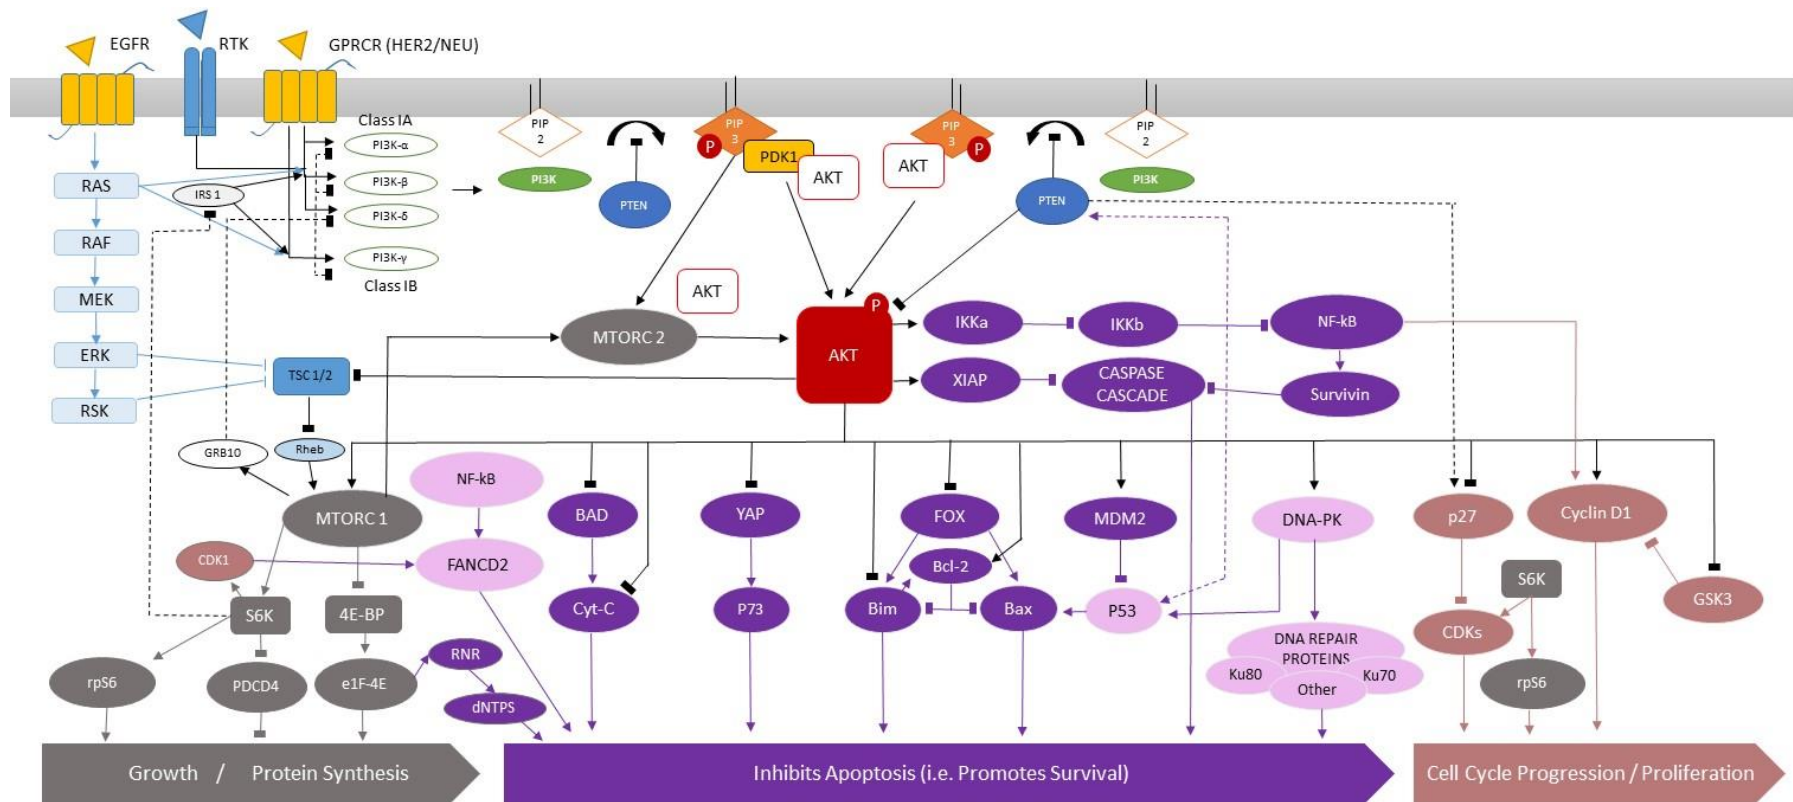 EGFR
RTK
GPRCR (HER2/NEU)
Class IA
PI3K-α
PI3K-β
PI3K-δ
PI3K-γ
Class IB
IRS 1
RAS
RAF
MEK
ERK
RSK
TSC 1/2
Rheb
GRB10
PIP
2
PI3K
PTEN
PIP
3
P
PDK1
AKT
AKT
PIP
3
P
PTEN
PIP
2
PI3K
AKT
MTORC 2
P
AKT
IKKa
IKKb
NF-kB
XIAP
CASPASE
CASCADE
Survivin
MTORC 1
NF-kB
BAD
YAP
FOX
MDM2
DNA-PK
p27
Cyclin D1
CDK1
FANCD2
Bcl-2
S6K
4E-BP
Cyt-C
P73
Bim
Bax
P53
S6K
GSK3
CDKs
DNA REPAIR
PROTEINS
Ku80
Ku70
Other
rpS6
PDCD4
e1F-4E
RNR
dNTPS
rpS6
Growth / Protein Synthesis
Inhibits Apoptosis (i.e. Promotes Survival)
Cell Cycle Progression / Proliferation